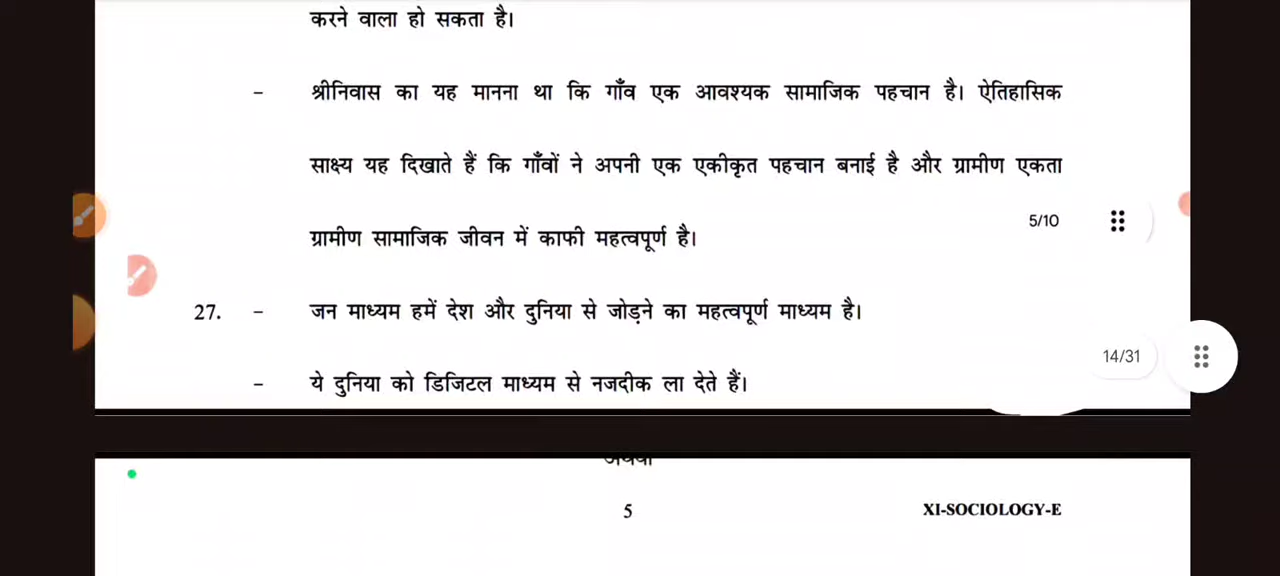 करने वाला हो सकता है।
- श्रीनिवास का यह मानना था कि गाँव एक आवश्यक सामाजिक पहचान है। ऐतिहासिक
साक्ष्य यह दिखाते हैं कि गाँवों ने अपनी एक एकीकृत पहचान बनाई है और ग्रामीण एकता
5/10
ग्रामीण सामाजिक जीवन में काफी महत्वपूर्ण है।
27. - जन माध्यम हमें देश और दुनिया से जोड़ने का महत्वपूर्ण माध्यम है।
14/31
- ये दुनिया को डिजिटल माध्यम से नजदीक ला देते हैं।
अथवा
5 XI-SOCIOLOGY-E